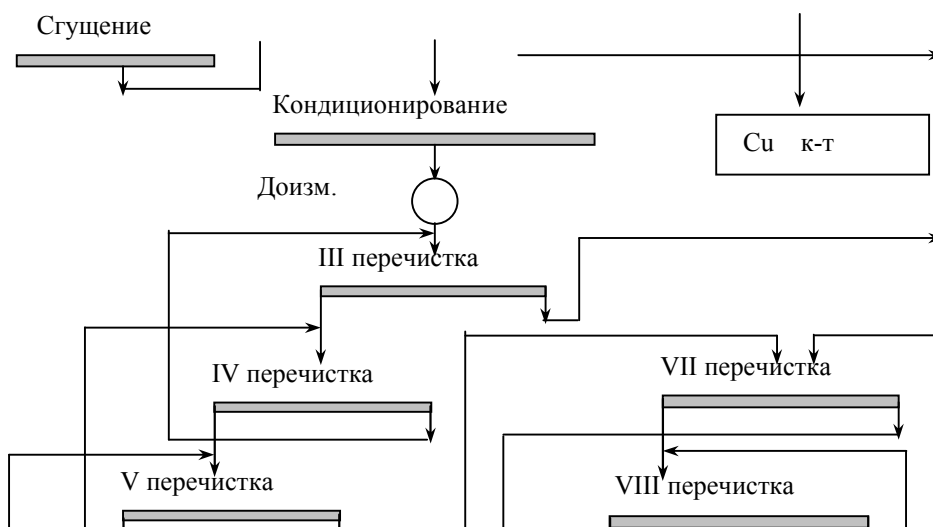 Сгущение
Кондиционирование
Cu к-т
Доизм.
III перечистка
IV перечистка
VII перечистка
V перечистка
VIII перечистка